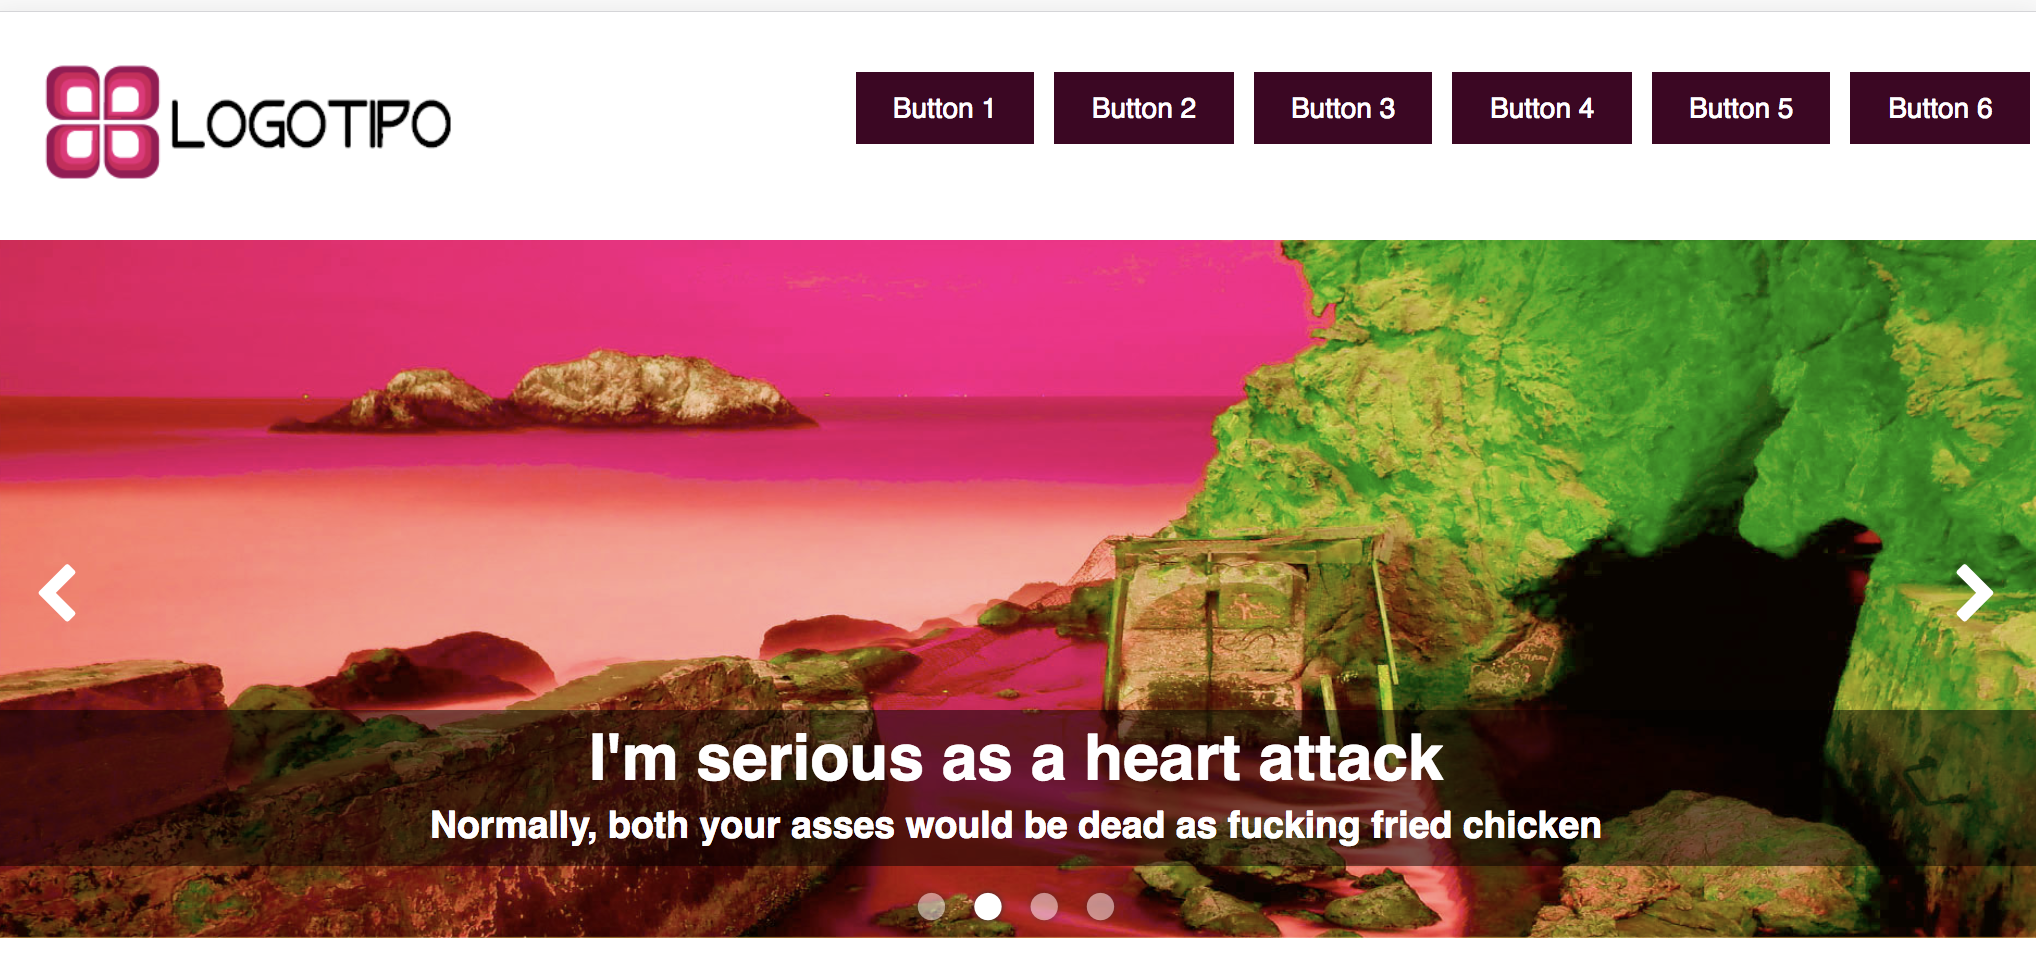 LOGOTIPO
Button 1 Button 2 Button 3 Button 4 Button 5 Button 6
I'm serious as a heart attack
Normally, both your asses would be dead as fucking fried chicken